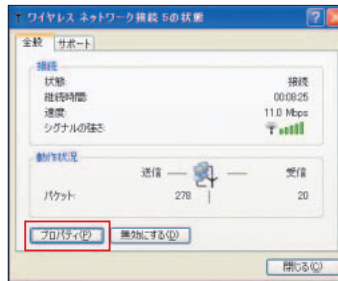 ワイヤレス ネットワーク接続 5の状態
全般 サポート
接続
状態: 接続
継続時間: 00:08:25
速度: 11.0 Mbps
シグナルの強さ:
動作状況
送信 受信
パケット: 278 20
プロパティ(P) 無効にする(D)
閉じる(C)